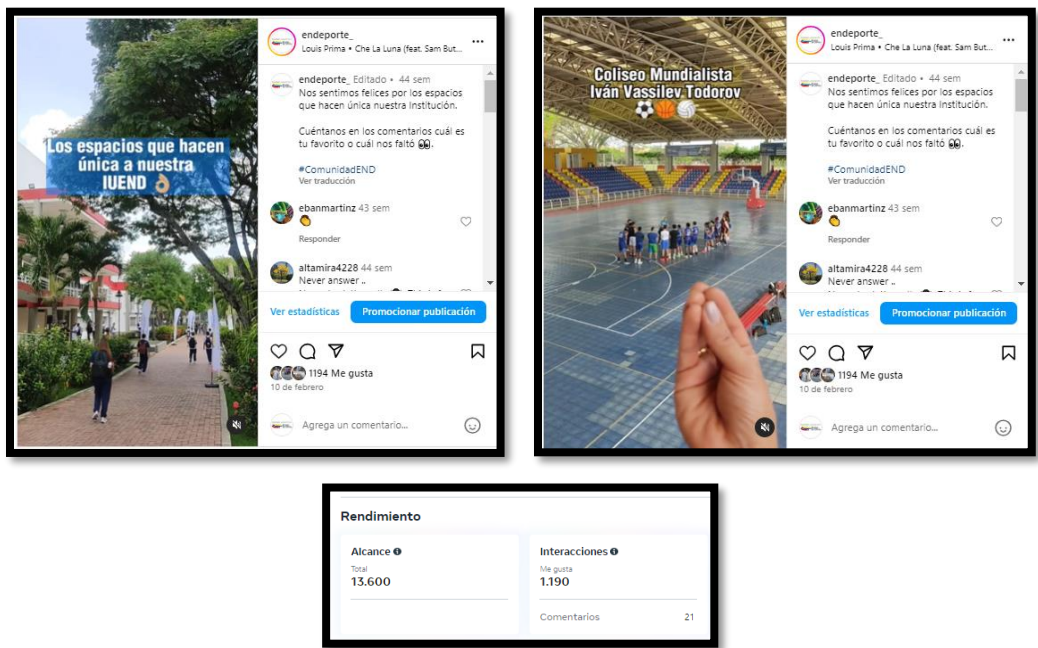 Los espacios que hacen
única a nuestra
IUEND 👌
endeporte_
Louis Prima • Che La Luna (feat. Sam But...
endeporte_ Editado • 44 sem
Nos sentimos felices por los espacios
que hacen única nuestra Institución.
Cuéntanos en los comentarios cuál es
tu favorito o cuál nos faltó 👀.
#ComunidadEND
Ver traducción
ebanmartinz 43 sem
👏
Responder
altamira4228 44 sem
Never answer ..
Ver estadísticas
Promocionar publicación
1194 Me gusta
10 de febrero
Agrega un comentario...
Coliseo Mundialista
Iván Vassilev Todorov
⚽🏀🏐
endeporte_
Louis Prima • Che La Luna (feat. Sam But...
endeporte_ Editado • 44 sem
Nos sentimos felices por los espacios
que hacen única nuestra Institución.
Cuéntanos en los comentarios cuál es
tu favorito o cuál nos faltó 👀.
#ComunidadEND
Ver traducción
ebanmartinz 43 sem
👏
Responder
altamira4228 44 sem
Never answer ..
Ver estadísticas
Promocionar publicación
1194 Me gusta
10 de febrero
Agrega un comentario...
Rendimiento
Alcance
Total
13.600
Interacciones
Me gusta
1.190
Comentarios 21